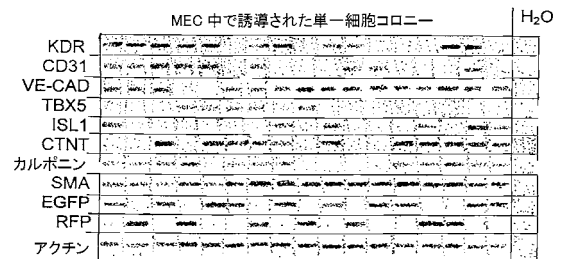 MEC 中で誘導された単一細胞コロニー
H₂O
KDR
CD31
VE-CAD
TBX5
ISL1
CTNT
カルポニン
SMA
EGFP
RFP
アクチン